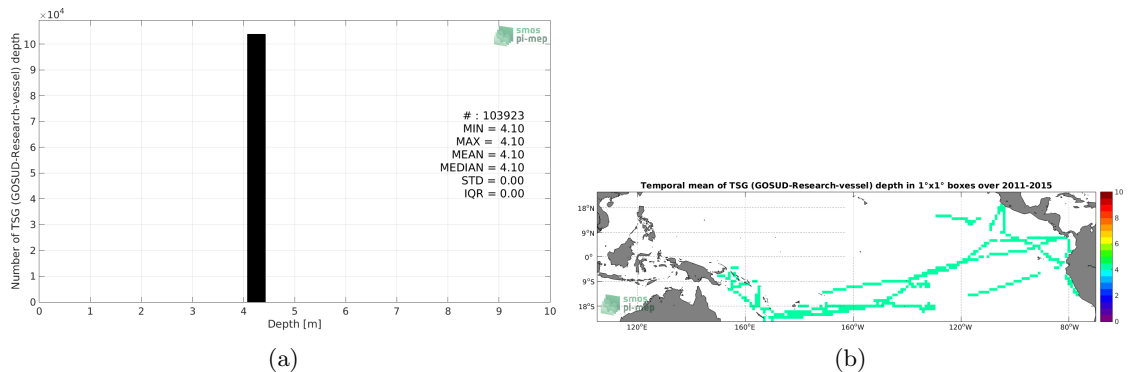 ×10⁴
10
9
8
7
6
5
4
3
2
1
0
Number of TSG (GOSUD-Research-vessel) depth
smos
pi-mep
# : 103923
MIN = 4.10
MAX = 4.10
MEAN = 4.10
MEDIAN = 4.10
STD = 0.00
IQR = 0.00
0 1 2 3 4 5 6 7 8 9 10
Depth [m]
(a)
Temporal mean of TSG (GOSUD-Research-vessel) depth in 1°x1° boxes over 2011-2015
18°N
9°N
0°
9°S
18°S
smos
pi-mep
120°E 160°E 160°W 120°W 80°W
10
8
6
4
2
0
(b)